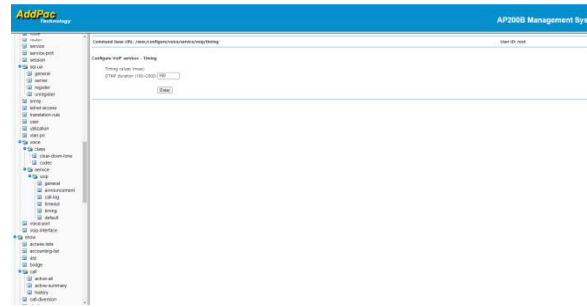 AddPac
Technology
AP200B Management Sys
Command Base-URL: /exec/configure/voice/service/voip/timing
User ID: root
Configure VoIP service - Timing
Timing values (msec)
DTMF duration (100~2000)
Enter
router
service
service-port
session
sip-ua
general
server
register
unregister
snmp
telnet-access
translation-rule
user
utilization
vlan-pri
voice
class
clear-down-tone
codec
service
voip
general
announcement
call-log
timeout
timing
default
voice-port
voip-interface
show
access-lists
accounting-list
arp
bridge
call
active-all
active-summary
history
call-diversion